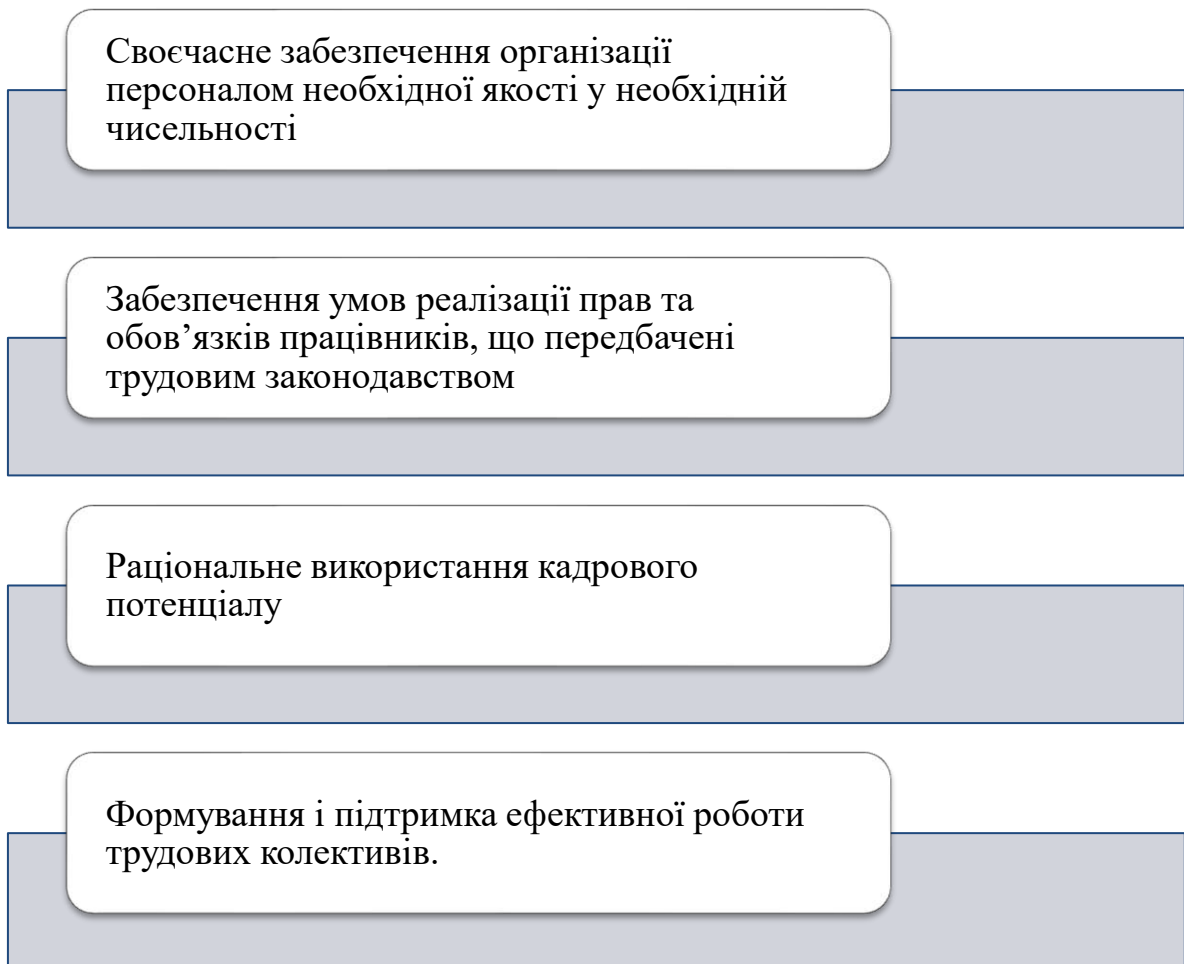 Своєчасне забезпечення організації
персоналом необхідної якості у необхідній
чисельності
Забезпечення умов реалізації прав та
обов’язків працівників, що передбачені
трудовим законодавством
Раціональне використання кадрового
потенціалу
Формування і підтримка ефективної роботи
трудових колективів.